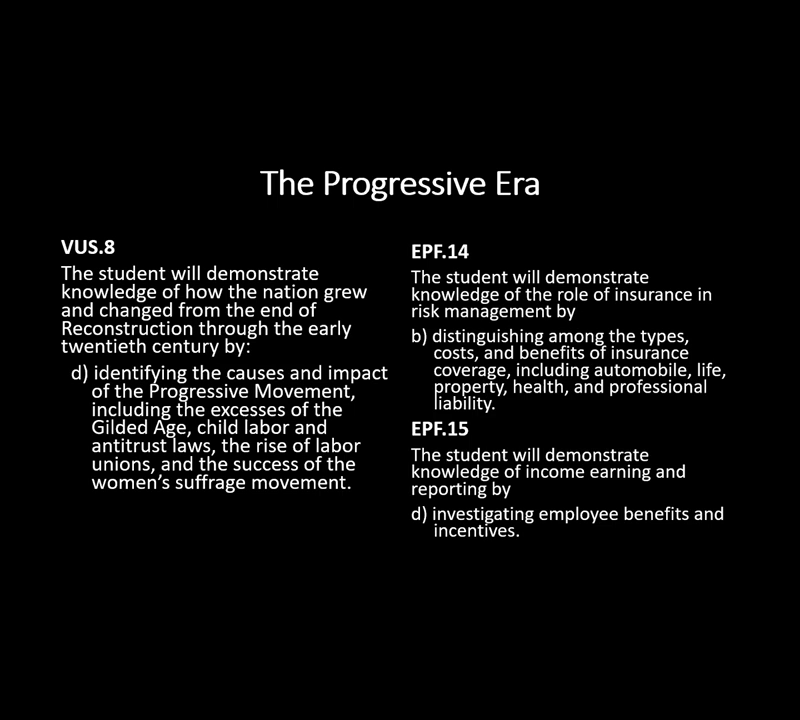 The Progressive Era
VUS.8
The student will demonstrate
knowledge of how the nation grew
and changed from the end of
Reconstruction through the early
twentieth century by:
d) identifying the causes and impact
of the Progressive Movement,
including the excesses of the
Gilded Age, child labor and
antitrust laws, the rise of labor
unions, and the success of the
women’s suffrage movement.
EPF.14
The student will demonstrate
knowledge of the role of insurance in
risk management by
b) distinguishing among the types,
costs, and benefits of insurance
coverage, including automobile, life,
property, health, and professional
liability.
EPF.15
The student will demonstrate
knowledge of income earning and
reporting by
d) investigating employee benefits and
incentives.